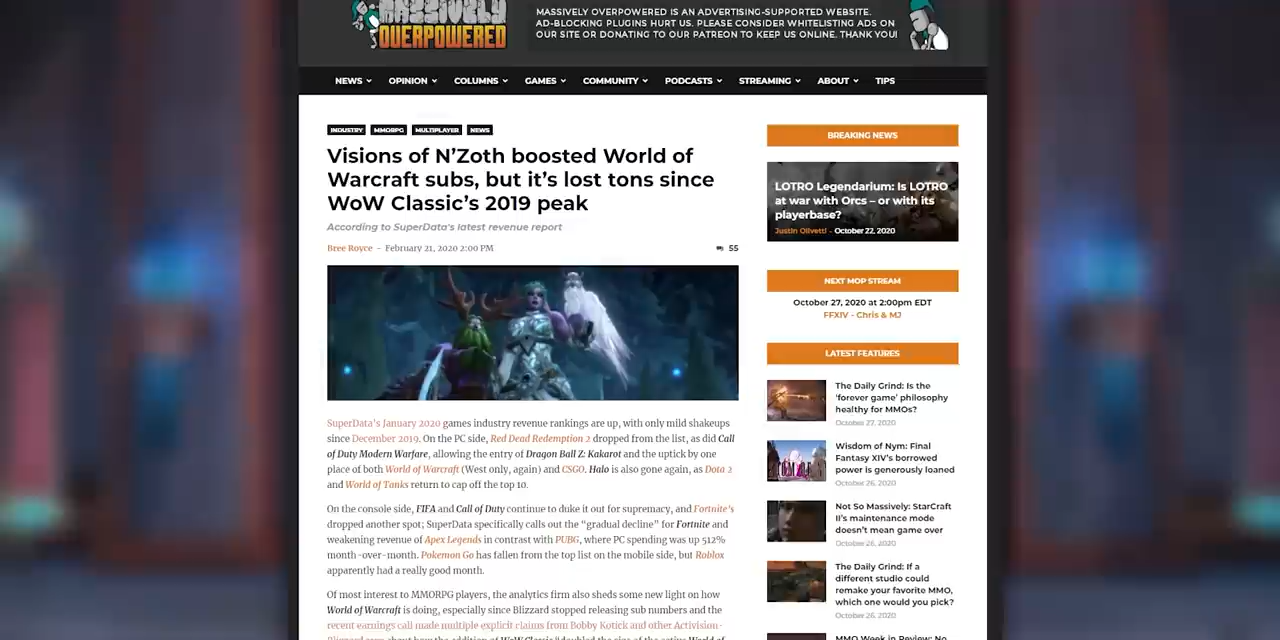 MASSIVELY
OVERPOWERED
MASSIVELY OVERPOWERED IS AN ADVERTISING-SUPPORTED WEBSITE.
AD-BLOCKING PLUGINS HURT US. PLEASE CONSIDER WHITELISTING ADS ON
OUR SITE OR DONATING TO OUR PATREON TO KEEP US ONLINE. THANK YOU!
NEWS OPINION COLUMNS GAMES COMMUNITY PODCASTS STREAMING ABOUT TIPS
INDUSTRY MMORPG MULTIPLAYER NEWS
Visions of N'Zoth boosted World of
Warcraft subs, but it's lost tons since
WoW Classic's 2019 peak
According to SuperData's latest revenue report
Bree Royce - February 21, 2020 2:00 PM 55
SuperData's January 2020 games industry revenue rankings are up, with only mild shakeups
since December 2019. On the PC side, Red Dead Redemption 2 dropped from the list, as did Call
of Duty Modern Warfare, allowing the entry of Dragon Ball Z: Kakarot and the uptick by one
place of both World of Warcraft (West only, again) and CSGO. Halo is also gone again, as Dota 2
and World of Tanks return to cap off the top 10.
On the console side, FIFA and Call of Duty continue to duke it out for supremacy, and Fortnite's
dropped another spot; SuperData specifically calls out the "gradual decline" for Fortnite and
weakening revenue of Apex Legends in contrast with PUBG, where PC spending was up 512%
month-over-month. Pokemon Go has fallen from the top list on the mobile side, but Roblox
apparently had a really good month.
Of most interest to MMORPG players, the analytics firm also sheds some new light on how
World of Warcraft is doing, especially since Blizzard stopped releasing sub numbers and the
recent earnings call made multiple explicit claims from Bobby Kotick and other Activision-
BREAKING NEWS
LOTRO Legendarium: Is LOTRO
at war with Orcs – or with its
playerbase?
Justin Olivetti - October 22, 2020
NEXT MOP STREAM
October 27, 2020 at 2:00pm EDT
FFXIV - Chris & MJ
LATEST FEATURES
The Daily Grind: Is the
'forever game' philosophy
healthy for MMOs?
October 27, 2020
Wisdom of Nym: Final
Fantasy XIV's borrowed
power is generously loaned
October 26, 2020
Not So Massively: StarCraft
II's maintenance mode
doesn't mean game over
October 26, 2020
The Daily Grind: If a
different studio could
remake your favorite MMO,
which one would you pick?
October 26, 2020
MMO Week in Review: No